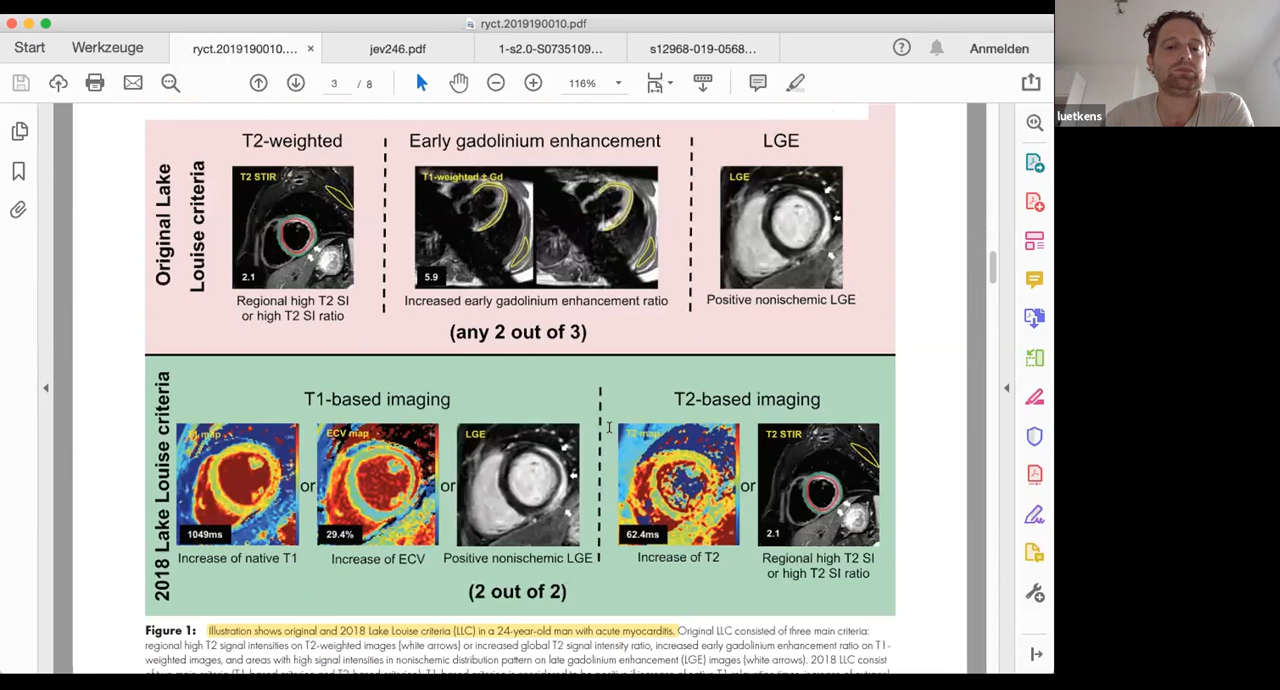 ryct.2019190010.pdf
Start
Werkzeuge
ryct.2019190010.... ×
jev246.pdf
1-s2.0-S0735109...
s12968-019-0568...
Anmelden
3 / 8
116%
luetkens
Original Lake
Louise criteria
T2-weighted
Early gadolinium enhancement
LGE
T2 STIR
T1-weighted ± Gd
LGE
2.1
5.9
Regional high T2 SI
or high T2 SI ratio
Increased early gadolinium enhancement ratio
Positive nonischemic LGE
(any 2 out of 3)
2018 Lake Louise criteria
T1-based imaging
T2-based imaging
T1 map
ECV map
LGE
T2 map
T2 STIR
or
or
or
1049ms
29.4%
62.4ms
2.1
Increase of native T1
Increase of ECV
Positive nonischemic LGE
Increase of T2
Regional high T2 SI
or high T2 SI ratio
(2 out of 2)
Figure 1: Illustration shows original and 2018 Lake Louise criteria (LLC) in a 24-year-old man with acute myocarditis. Original LLC consisted of three main criteria:
regional high T2 signal intensities on T2-weighted images (white arrows) or increased global T2 signal intensity ratio, increased early gadolinium enhancement ratio on T1-
weighted images, and areas with high signal intensities in nonischemic distribution pattern on late gadolinium enhancement (LGE) images (white arrows). 2018 LLC consist